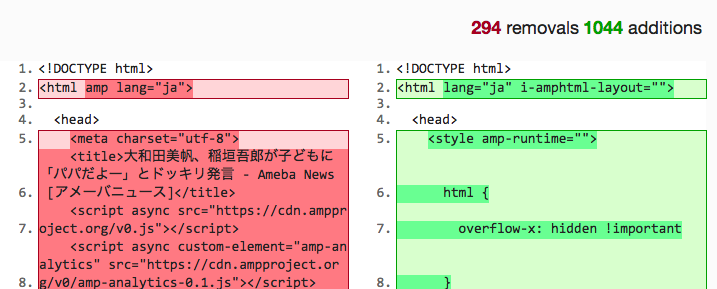 294 removals 1044 additions
1. <!DOCTYPE html>
2. <html amp lang="ja">
3.
4.   <head>
5.     <meta charset="utf-8">
    <title>大和田美帆、稲垣吾郎が子どもに
「パパだよー」とドッキリ発言 - Ameba News
6. [アメーバニュース]</title>
    <script async src="https://cdn.amppr
7. oject.org/v0.js"></script>
    <script async custom-element="amp-an
alytics" src="https://cdn.ampproject.or
8. g/v0/amp-analytics-0.1.js"></script>
1. <!DOCTYPE html>
2. <html lang="ja" i-amphtml-layout="">
3.
4.   <head>
5.     <style amp-runtime="">
6.       html {
7.         overflow-x: hidden !important
8.       }